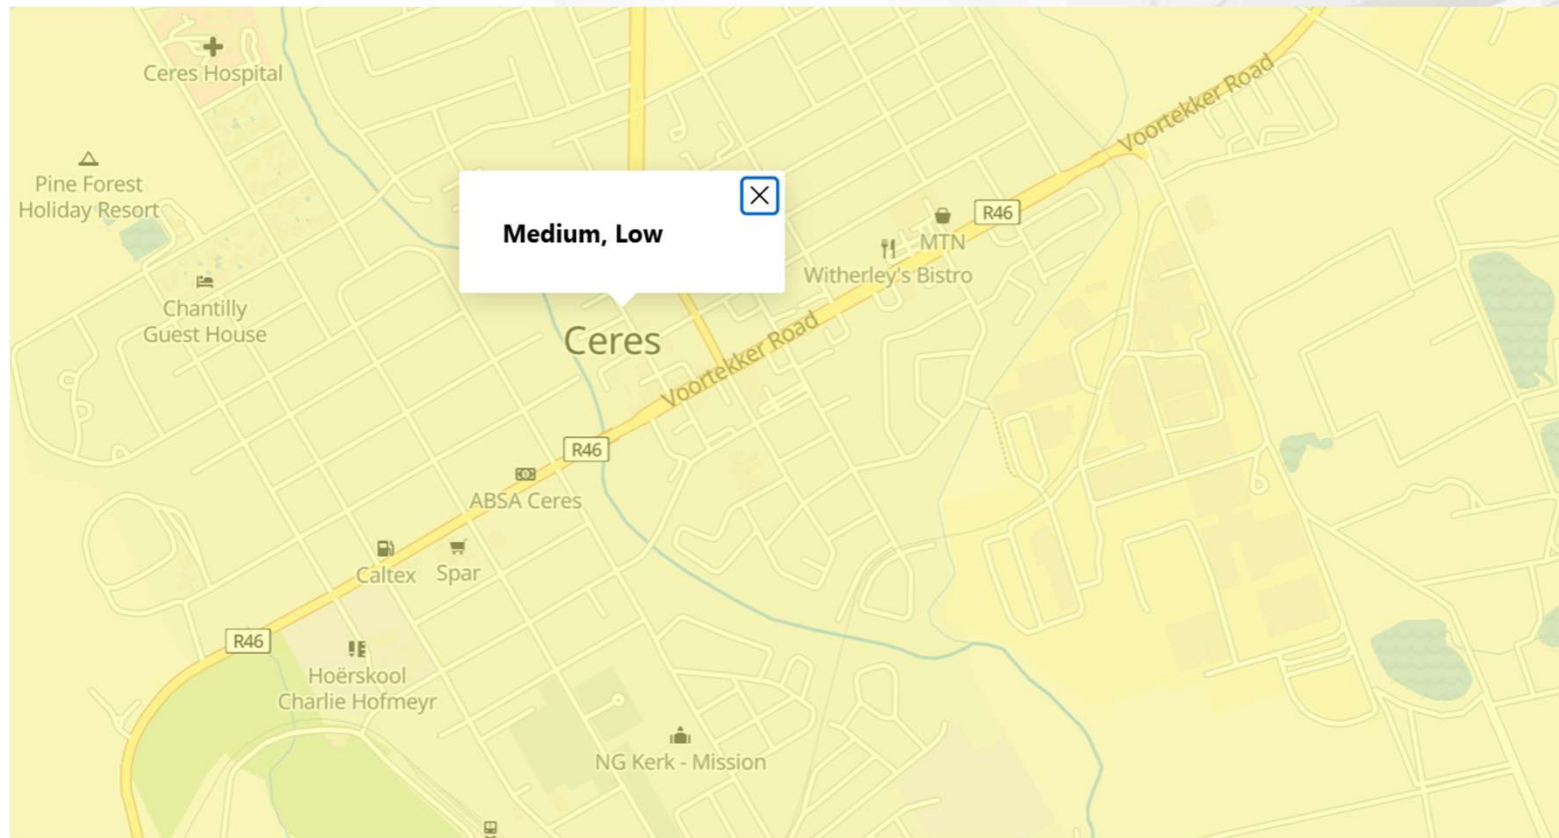 Ceres Hospital
Voortekker Road
Pine Forest
Holiday Resort
Medium, Low
R46
MTN
Witherley's Bistro
Chantilly
Guest House
Ceres
Voortekker Road
R46
ABSA Ceres
Caltex
Spar
R46
Hoërskool
Charlie Hofmeyr
NG Kerk - Mission